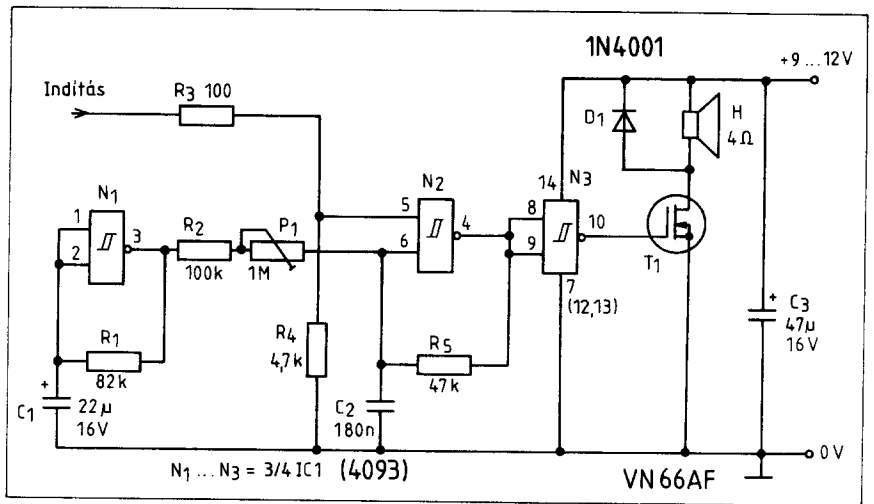 1N4001
+9 ... 12V
Indítás
R3 100
D1
H
4Ω
N1
1
2
3
R2
100k
P1
1M
N2
5
6
4
14
N3
8
9
10
7
(12,13)
T1
R1
82k
R4
4,7k
R5
47k
+
C3
47µ
16V
+
C1
22µ
16V
C2
180n
0V
N1 ... N3 = 3/4 IC1 (4093)
VN66AF